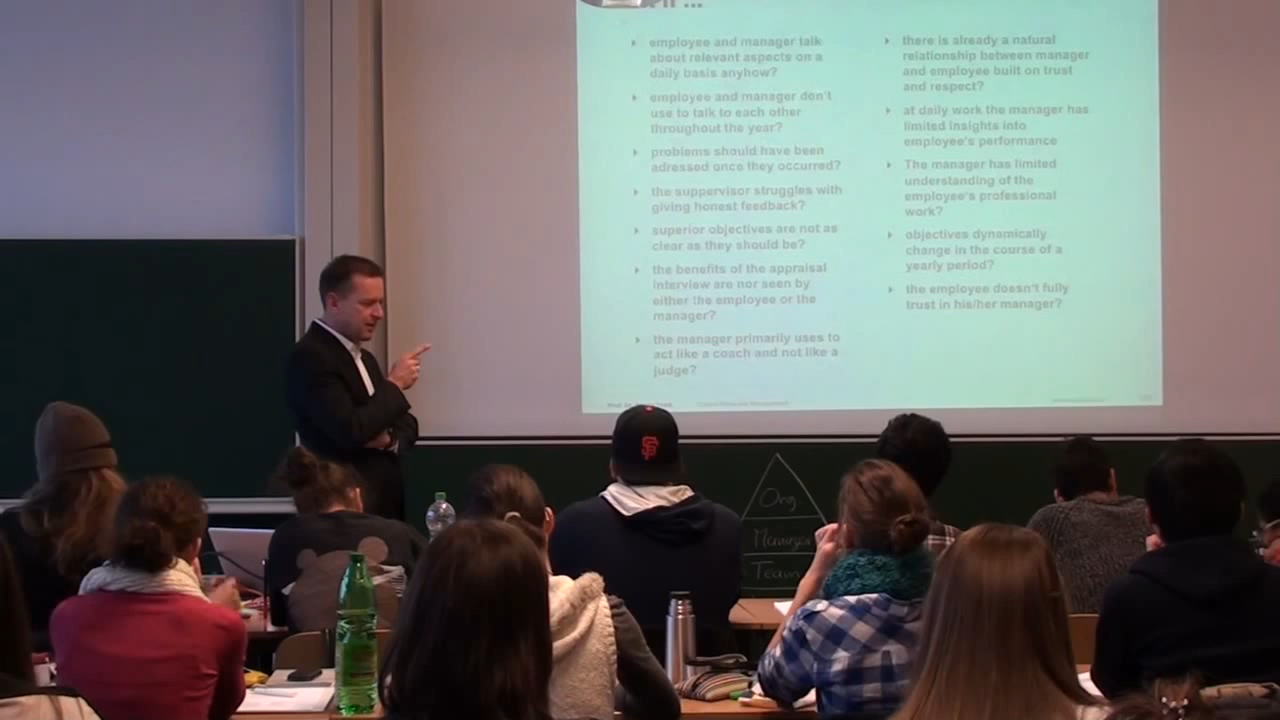 employee and manager talk
about relevant aspects on a
daily basis anyhow?
employee and manager don't
use to talk to each other
throughout the year?
problems should have been
adressed once they occurred?
the suppervisor struggles with
giving honest feedback?
superior objectives are not as
clear as they should be?
the benefits of the appraisal
interview are nor seen by
either the employee or the
manager?
the manager primarily uses to
act like a coach and not like a
judge?
there is already a natural
relationship between manager
and employee built on trust
and respect?
at daily work the manager has
limited insights into
employee's performance
The manager has limited
understanding of the
employee's professional
work?
objectives dynamically
change in the course of a
yearly period?
the employee doesn't fully
trust in his/her manager?
SF
Org
Team